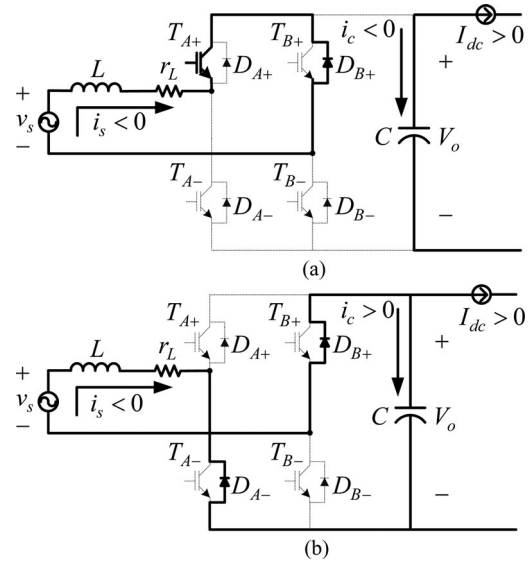 T_{A+} T_{B+} i_c < 0 I_{dc} > 0
D_{A+} D_{B+}
L r_L +
+ v_s − i_s < 0 C V_o
T_{A−} T_{B−}
D_{A−} D_{B−} −
(a)
T_{A+} T_{B+} i_c > 0 I_{dc} > 0
D_{A+} D_{B+} +
L r_L
+ v_s − i_s < 0 C V_o
T_{A−} T_{B−}
D_{A−} D_{B−} −
(b)